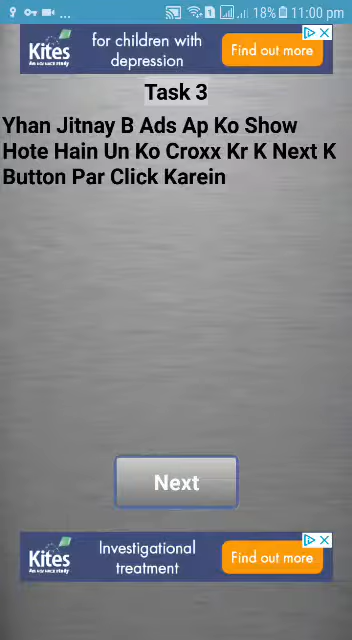 18% 11:00 pm
Kites
for children with
depression
Find out more
Task 3
Yhan Jitnay B Ads Ap Ko Show
Hote Hain Un Ko Croxx Kr K Next K
Button Par Click Karein
Next
Kites
Investigational
treatment
Find out more